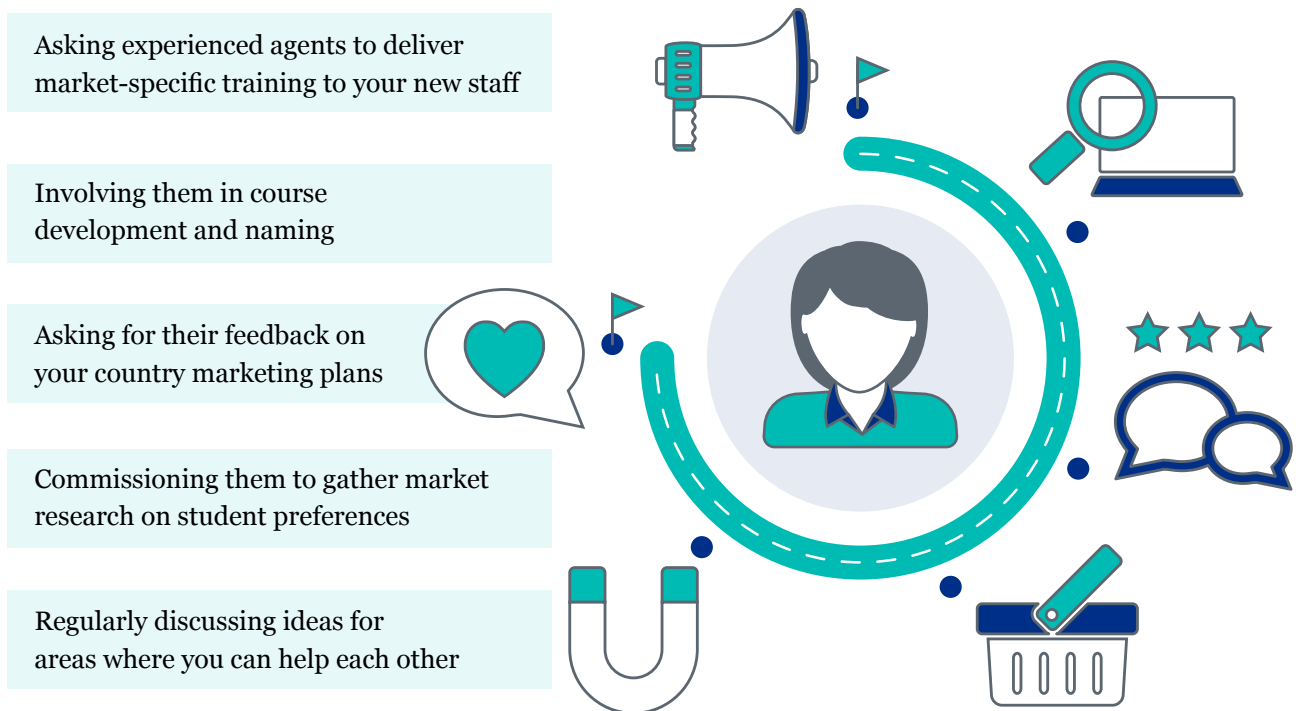 Asking experienced agents to deliver
market-specific training to your new staff
Involving them in course
development and naming
Asking for their feedback on
your country marketing plans
Commissioning them to gather market
research on student preferences
Regularly discussing ideas for
areas where you can help each other